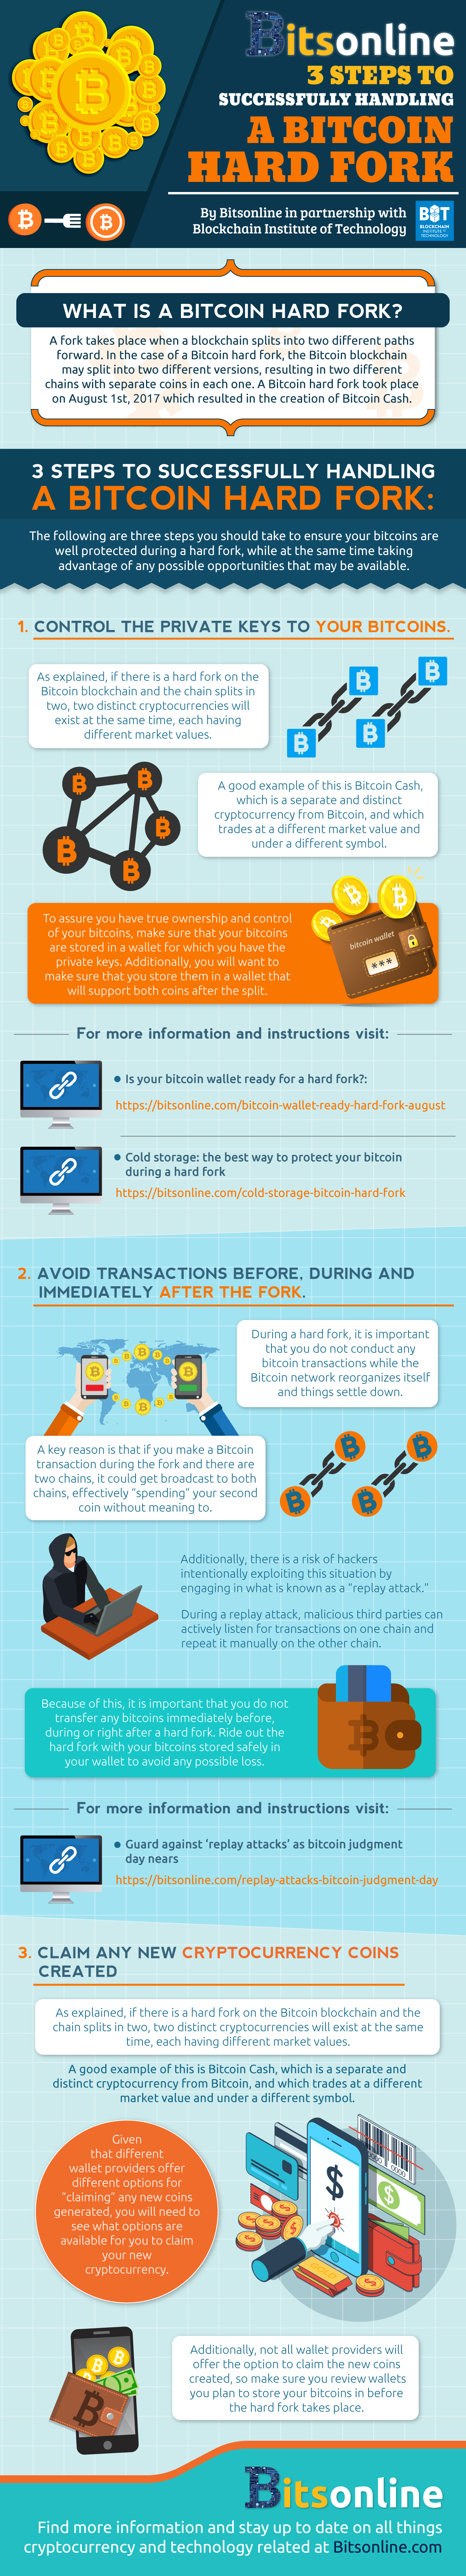 Bitsonline
3 STEPS TO
SUCCESSFULLY HANDLING
A BITCOIN
HARD FORK
By Bitsonline in partnership with
Blockchain Institute of Technology
BIT
BLOCKCHAIN
INSTITUTE OF
TECHNOLOGY
WHAT IS A BITCOIN HARD FORK?
A fork takes place when a blockchain splits into two different paths
forward. In the case of a Bitcoin hard fork, the Bitcoin blockchain
may split into two different versions, resulting in two different
chains with separate coins in each one. A Bitcoin hard fork took place
on August 1st, 2017 which resulted in the creation of Bitcoin Cash.
3 STEPS TO SUCCESSFULLY HANDLING
A BITCOIN HARD FORK:
The following are three steps you should take to ensure your bitcoins are
well protected during a hard fork, while at the same time taking
advantage of any possible opportunities that may be available.
1. CONTROL THE PRIVATE KEYS TO YOUR BITCOINS.
As explained, if there is a hard fork on the
Bitcoin blockchain and the chain splits in
two, two distinct cryptocurrencies will
exist at the same time, each having
different market values.
A good example of this is Bitcoin Cash,
which is a separate and distinct
cryptocurrency from Bitcoin, and which
trades at a different market value and
under a different symbol.
To assure you have true ownership and control
of your bitcoins, make sure that your bitcoins
are stored in a wallet for which you have the
private keys. Additionally, you will want to
make sure that you store them in a wallet that
will support both coins after the split.
bitcoin wallet
***
For more information and instructions visit:
• Is your bitcoin wallet ready for a hard fork?:
https://bitsonline.com/bitcoin-wallet-ready-hard-fork-august
• Cold storage: the best way to protect your bitcoin
during a hard fork
https://bitsonline.com/cold-storage-bitcoin-hard-fork
2. AVOID TRANSACTIONS BEFORE, DURING AND
IMMEDIATELY AFTER THE FORK.
During a hard fork, it is important
that you do not conduct any
bitcoin transactions while the
Bitcoin network reorganizes itself
and things settle down.
A key reason is that if you make a Bitcoin
transaction during the fork and there are
two chains, it could get broadcast to both
chains, effectively "spending" your second
coin without meaning to.
Additionally, there is a risk of hackers
intentionally exploiting this situation by
engaging in what is known as a "replay attack."
During a replay attack, malicious third parties can
actively listen for transactions on one chain and
repeat it manually on the other chain.
Because of this, it is important that you do not
transfer any bitcoins immediately before,
during or right after a hard fork. Ride out the
hard fork with your bitcoins stored safely in
your wallet to avoid any possible loss.
For more information and instructions visit:
• Guard against 'replay attacks' as bitcoin judgment
day nears
https://bitsonline.com/replay-attacks-bitcoin-judgment-day
3. CLAIM ANY NEW CRYPTOCURRENCY COINS
CREATED
As explained, if there is a hard fork on the Bitcoin blockchain and the
chain splits in two, two distinct cryptocurrencies will exist at the same
time, each having different market values.
A good example of this is Bitcoin Cash, which is a separate and
distinct cryptocurrency from Bitcoin, and which trades at a different
market value and under a different symbol.
Given
that different
wallet providers offer
different options for
"claiming" any new coins
generated, you will need to
see what options are
available for you to claim
your new
cryptocurrency.
Additionally, not all wallet providers will
offer the option to claim the new coins
created, so make sure you review wallets
you plan to store your bitcoins in before
the hard fork takes place.
Bitsonline
Find more information and stay up to date on all things
cryptocurrency and technology related at Bitsonline.com